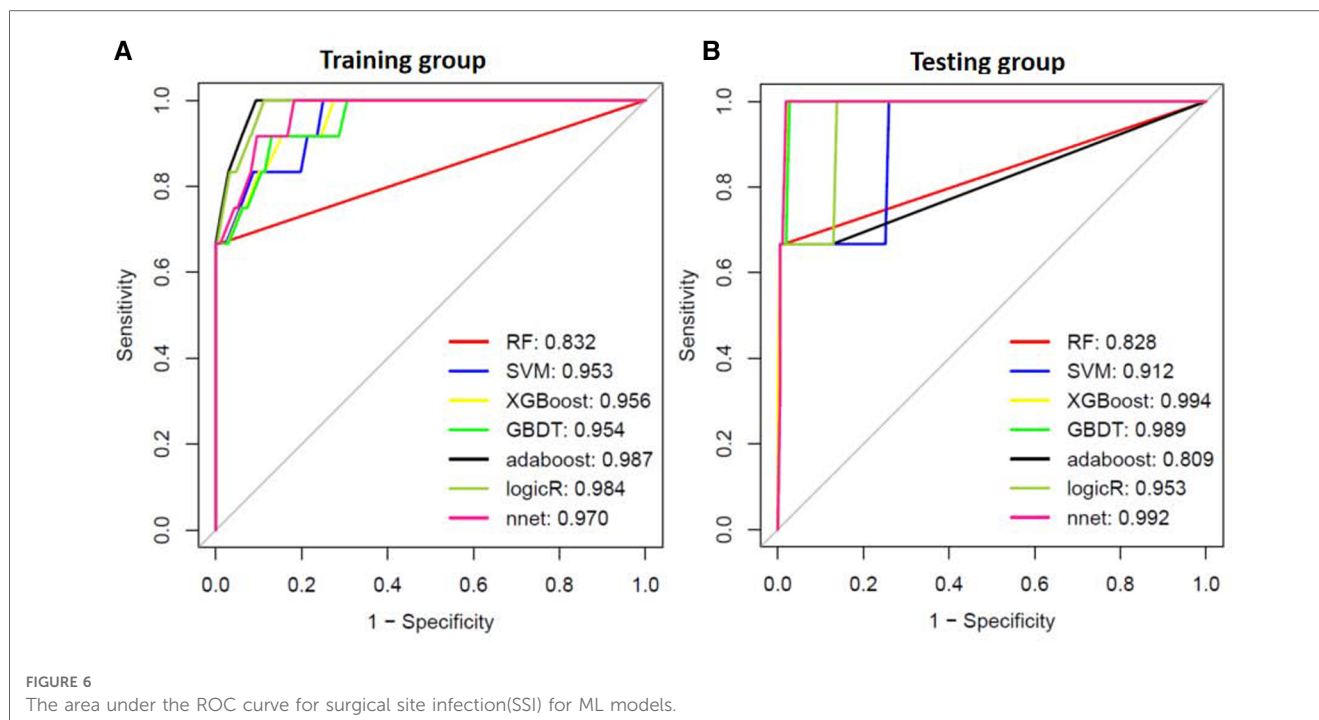 A
Training group
1.0
0.8
0.6
0.4
0.2
0.0
Sensitivity
RF: 0.832
SVM: 0.953
XGBoost: 0.956
GBDT: 0.954
adaboost: 0.987
logicR: 0.984
nnet: 0.970
0.0 0.2 0.4 0.6 0.8 1.0
1 − Specificity
B
Testing group
1.0
0.8
0.6
0.4
0.2
0.0
Sensitivity
RF: 0.828
SVM: 0.912
XGBoost: 0.994
GBDT: 0.989
adaboost: 0.809
logicR: 0.953
nnet: 0.992
0.0 0.2 0.4 0.6 0.8 1.0
1 − Specificity
FIGURE 6
The area under the ROC curve for surgical site infection(SSI) for ML models.